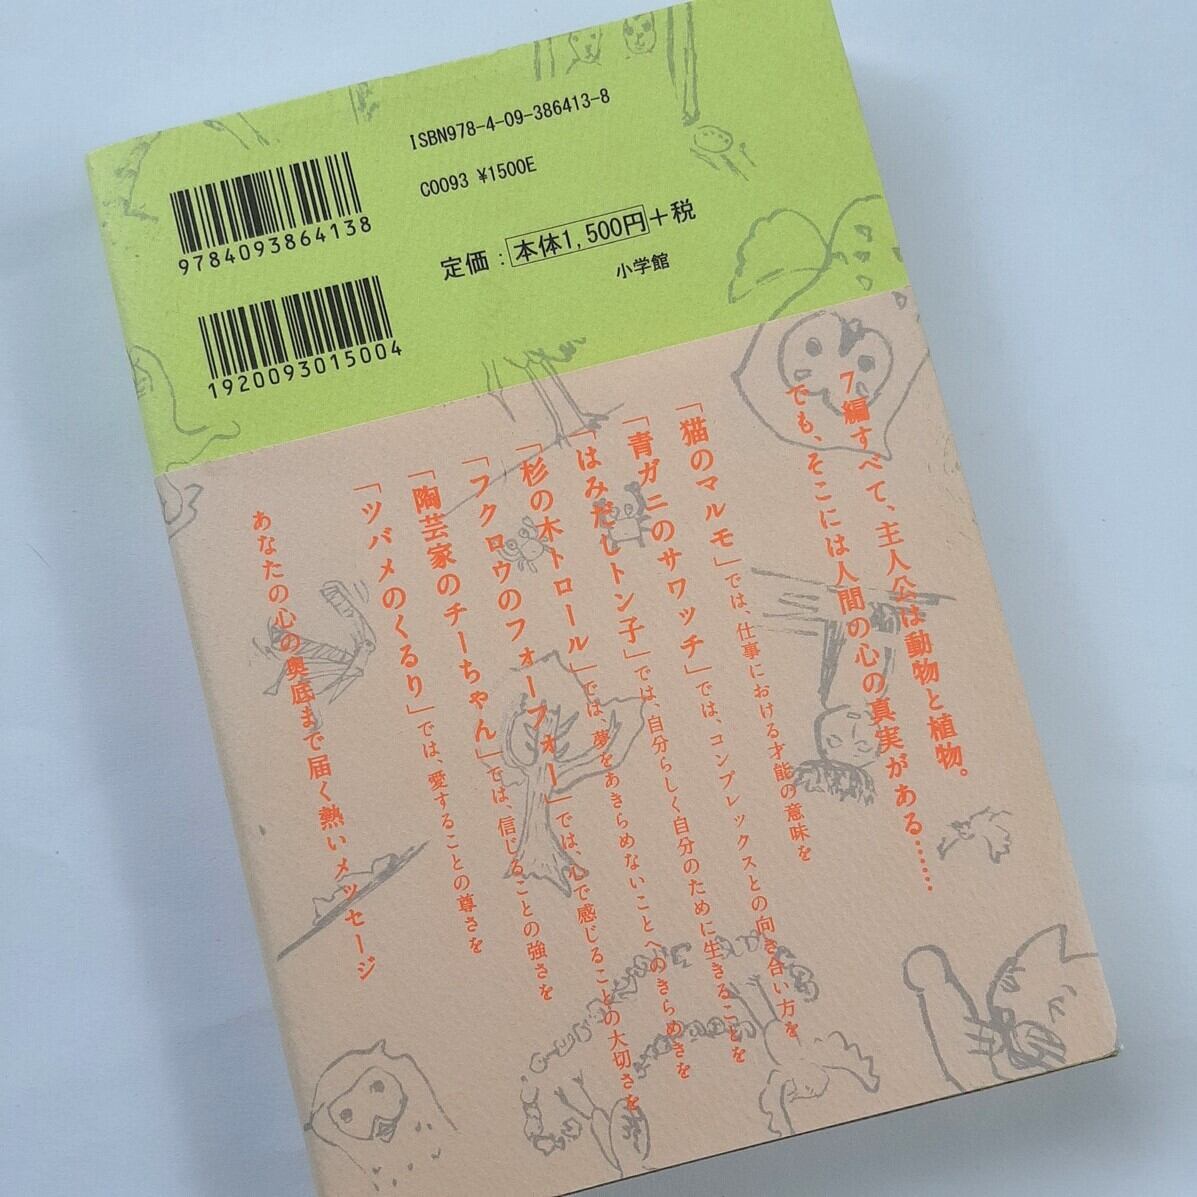 ISBN978-4-09-386413-8
C0093 ¥1500E
定価：本体1,500円+税
小学館
9784093864138
1920093015004
7編すべて、主人公は動物と植物。
でも、そこには人間の心の真実がある……
「猫のマルモ」では、仕事における才能の意味を
「青ガニのサワッチ」では、コンプレックスとの向き合い方を
「はみだしトン子」では、自分らしく自分のために生きることを
「杉の木トロール」では、夢をあきらめないことへのきらめきを
「フクロウのフォーフォー」では、心で感じることの大切さを
「陶芸家のチーちゃん」では、信じることの強さを
「ツバメのくるり」では、愛することの尊さを
あなたの心の奥底まで届く熱いメッセージ